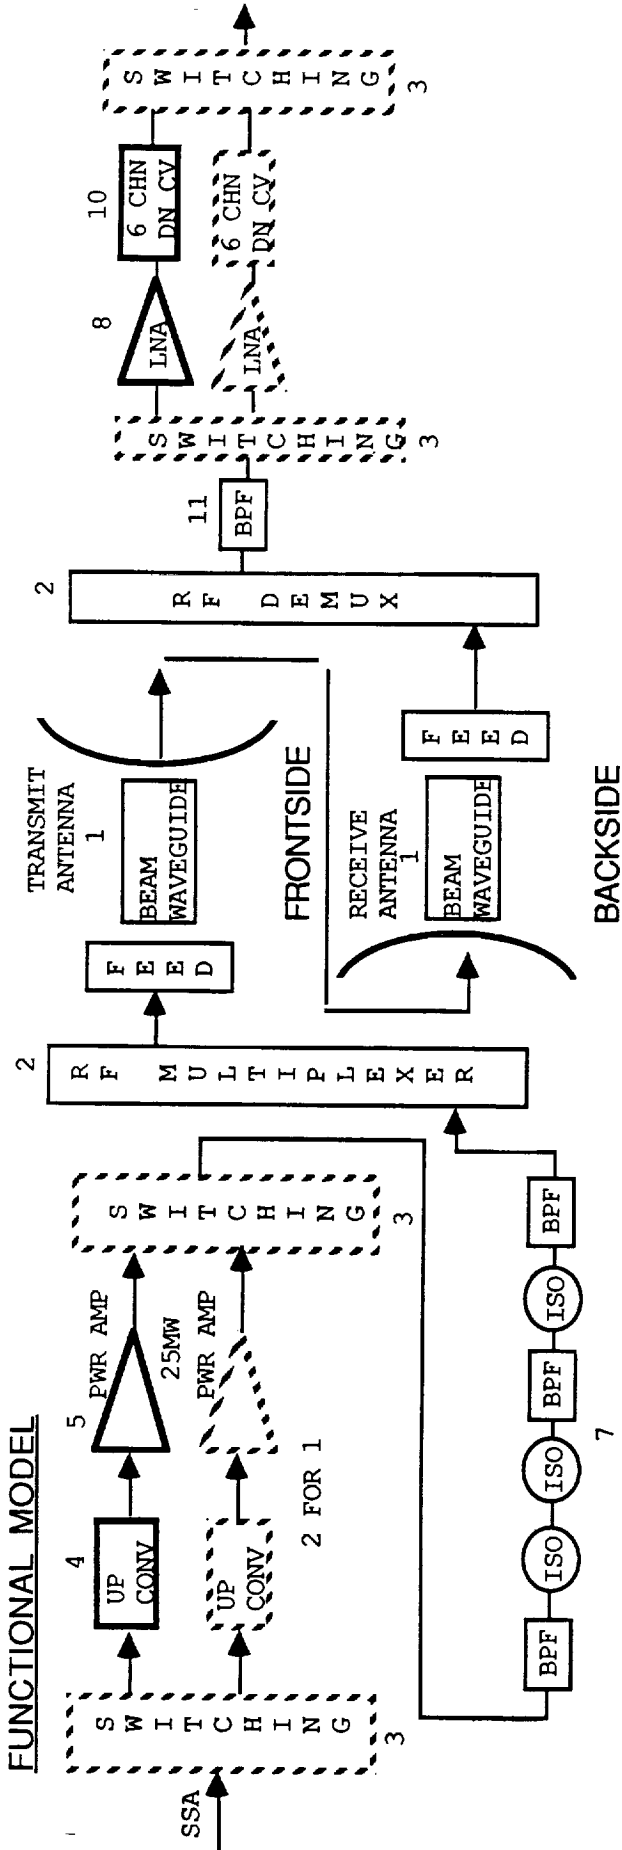 FUNCTIONAL MODEL
SSA
SWITCHING
3
4
UP
CONV
UP
CONV
5
PWR AMP
25MW
PWR AMP
2 FOR 1
SWITCHING
3
BPF
ISO
ISO
BPF
ISO
BPF
7
2
RF MULTIPLEXER
FEED
TRANSMIT
ANTENNA
1
BEAM
WAVEGUIDE
FRONTSIDE
RECEIVE
ANTENNA
1
BEAM
WAVEGUIDE
FEED
BACKSIDE
2
RF DEMUX
11
BPF
SWITCHING
3
8
LNA
LNA
10
6 CHN
DN CV
6 CHN
DN CV
SWITCHING
3